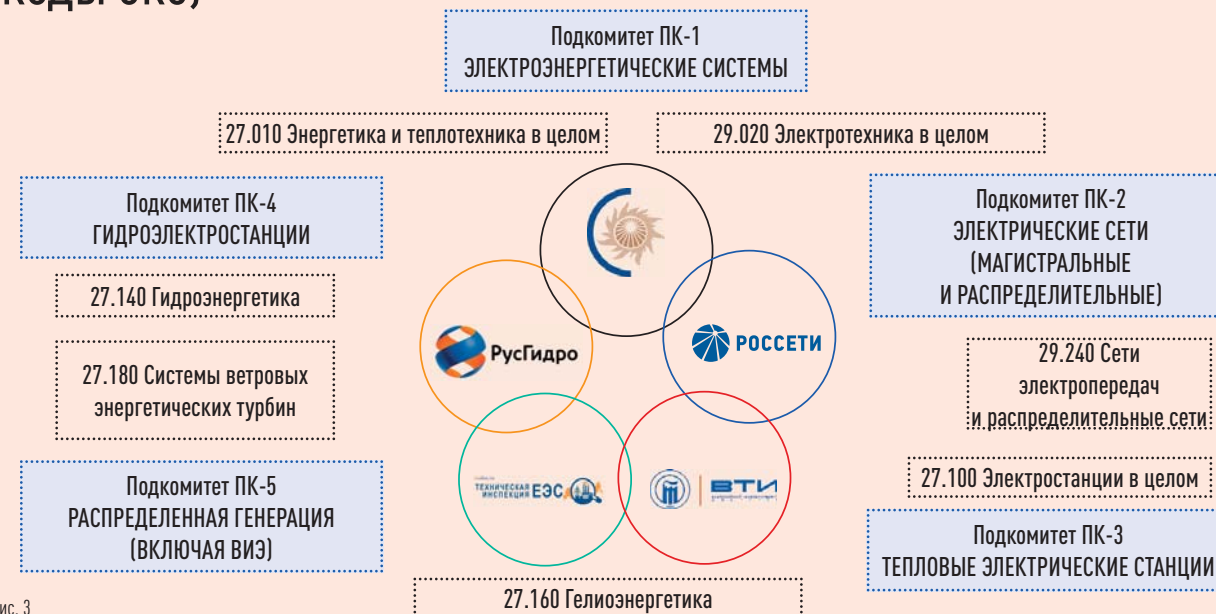 Подкомитет ПК-1
ЭЛЕКТРОЭНЕРГЕТИЧЕСКИЕ СИСТЕМЫ
27.010 Энергетика и теплотехника в целом
29.020 Электротехника в целом
Подкомитет ПК-4
ГИДРОЭЛЕКТРОСТАНЦИИ
Подкомитет ПК-2
ЭЛЕКТРИЧЕСКИЕ СЕТИ
(МАГИСТРАЛЬНЫЕ
И РАСПРЕДЕЛИТЕЛЬНЫЕ)
27.140 Гидроэнергетика
РусГидро
РОССЕТИ
27.180 Системы ветровых
энергетических турбин
29.240 Сети
электропередач
и распределительные сети
Подкомитет ПК-5
РАСПРЕДЕЛЕННАЯ ГЕНЕРАЦИЯ
(ВКЛЮЧАЯ ВИЭ)
ТЕХНИЧЕСКАЯ
ИНСПЕКЦИЯ ЕЭС
ВТИ
27.100 Электростанции в целом
Подкомитет ПК-3
ТЕПЛОВЫЕ ЭЛЕКТРИЧЕСКИЕ СТАНЦИИ
27.160 Гелиоэнергетика